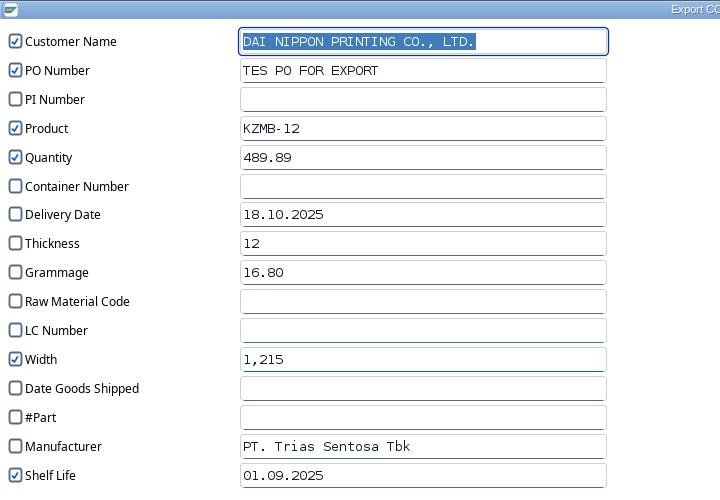 Export CO
Customer Name DAI NIPPON PRINTING CO., LTD.
PO Number TES PO FOR EXPORT
PI Number
Product KZMB-12
Quantity 489.89
Container Number
Delivery Date 18.10.2025
Thickness 12
Grammage 16.80
Raw Material Code
LC Number
Width 1,215
Date Goods Shipped
#Part
Manufacturer PT. Trias Sentosa Tbk
Shelf Life 01.09.2025